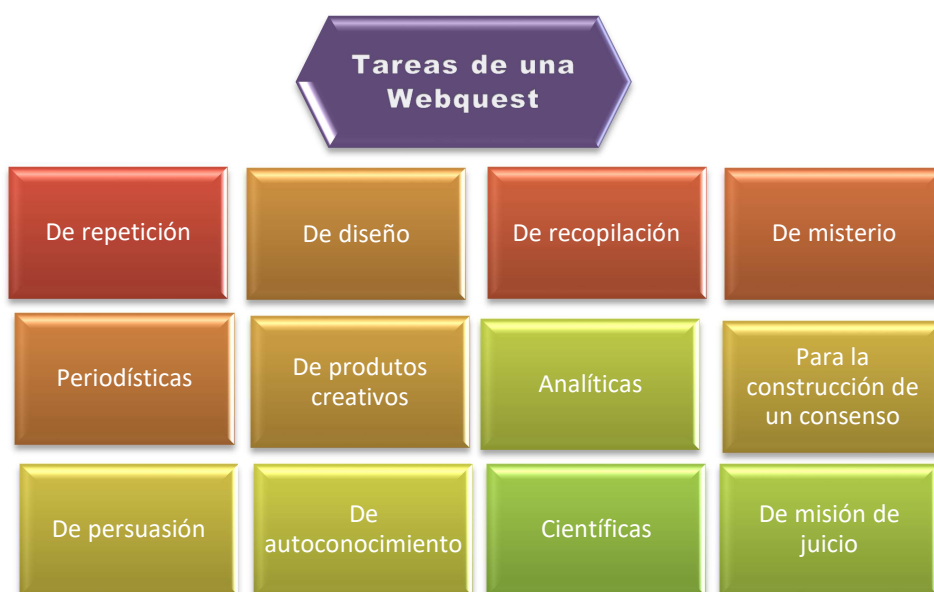 Tareas de una
Webquest
De repetición
De diseño
De recopilación
De misterio
Periodísticas
De produtos
creativos
Analíticas
Para la
construcción de
un consenso
De persuasión
De
autoconocimiento
Científicas
De misión de
juicio